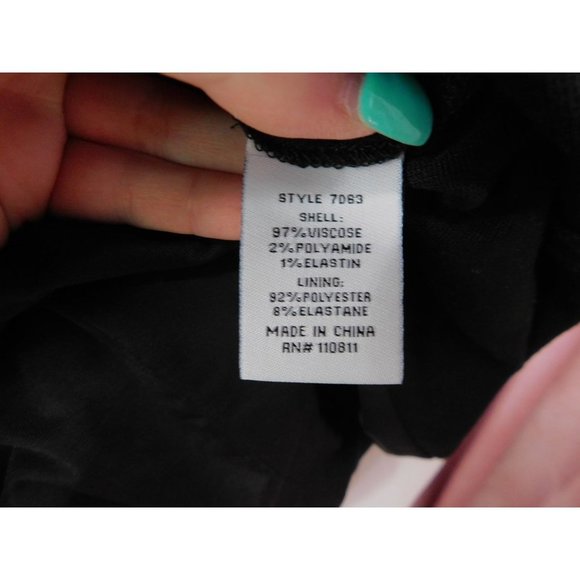 STYLE 7063
SHELL:
97%VISCOSE
2%POLYAMIDE
1%ELASTIN
LINING:
92%POLYESTER
8%ELASTANE
MADE IN CHINA
RN# 110811